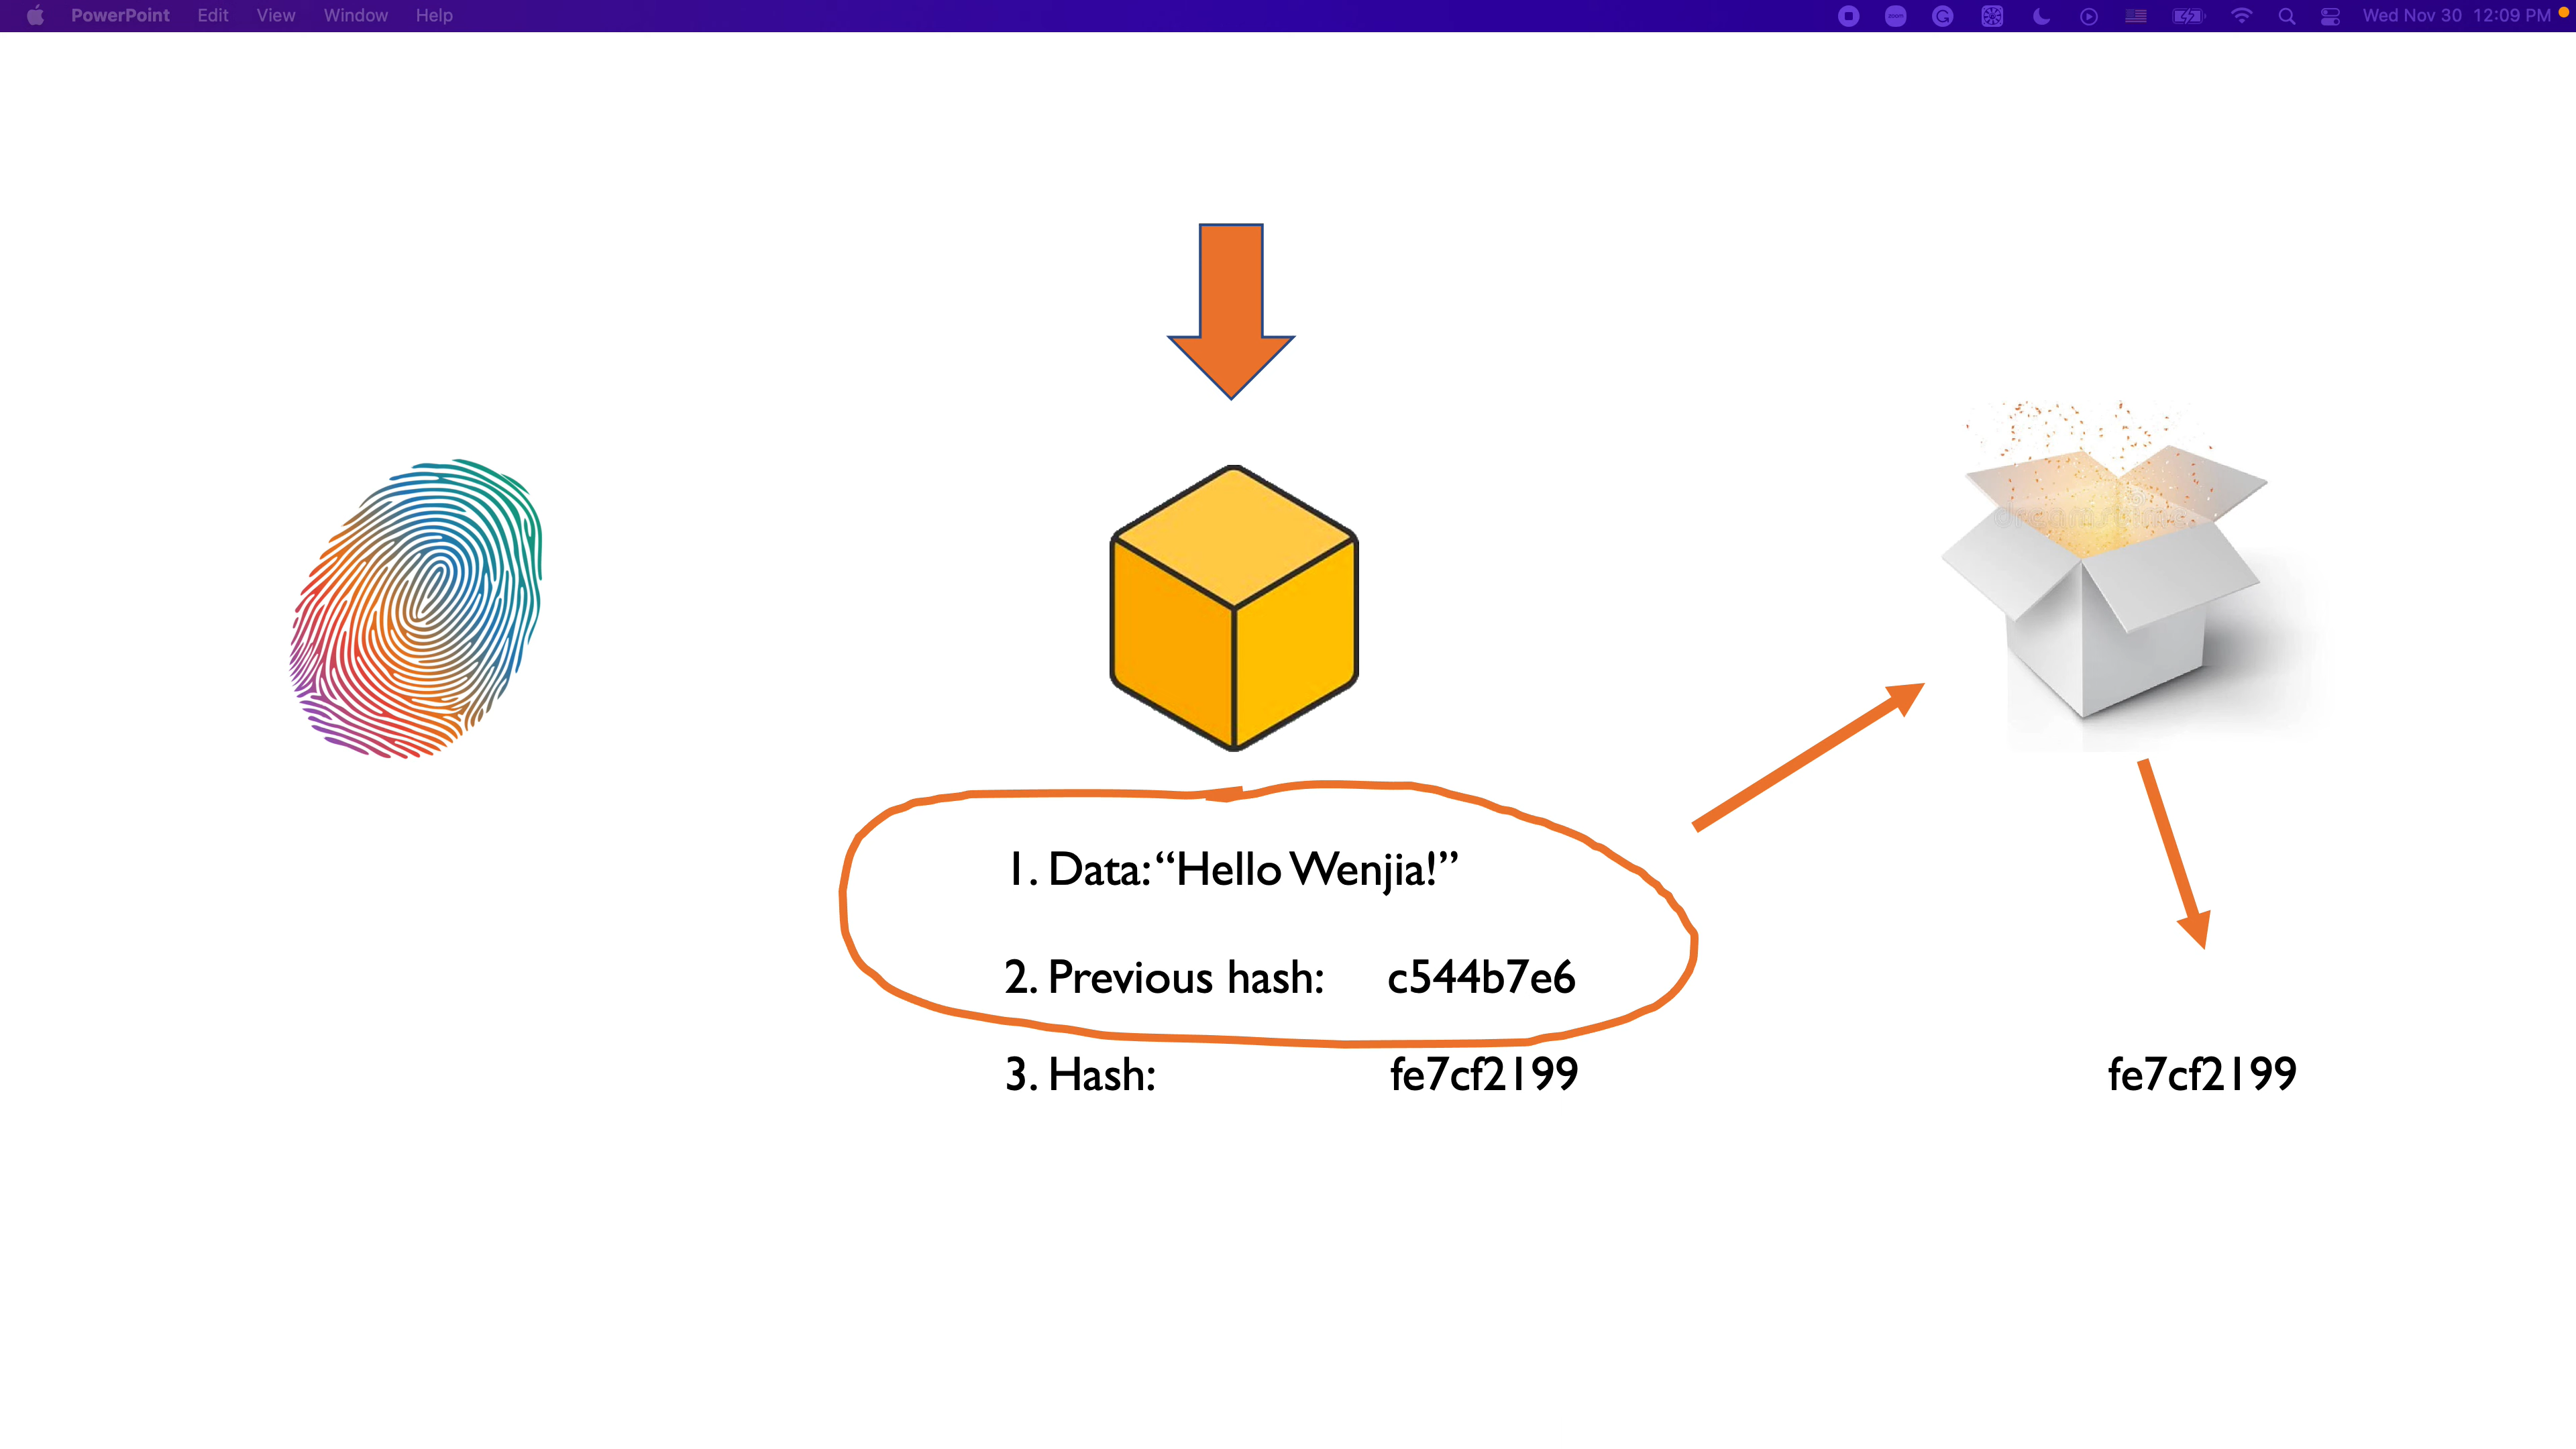 PowerPoint Edit View Window Help
Wed Nov 30 12:09 PM
1. Data: “Hello Wenjia!”
2. Previous hash: c544b7e6
3. Hash: fe7cf2199
fe7cf2199